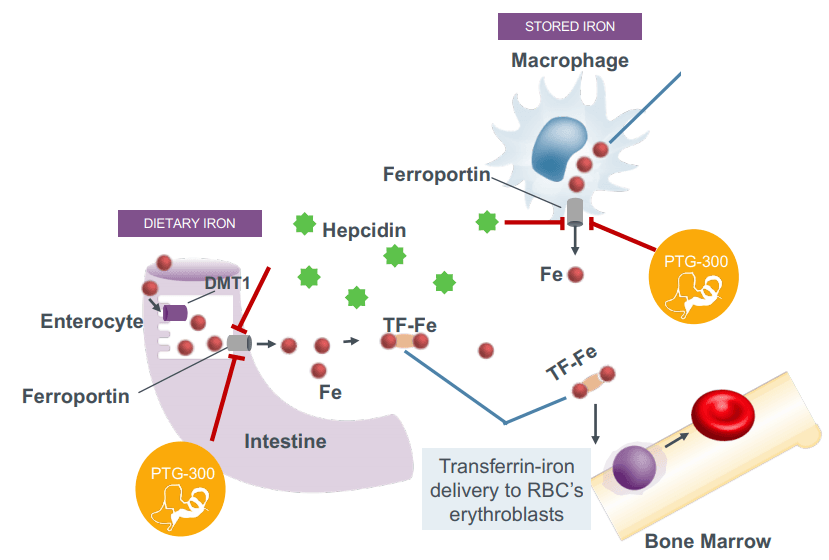 STORED IRON
Macrophage
Ferroportin
DIETARY IRON
Hepcidin
PTG-300
Fe
DMT1
Enterocyte
TF-Fe
Ferroportin
Fe
TF-Fe
Intestine
PTG-300
Transferrin-iron
delivery to RBC's
erythroblasts
Bone Marrow